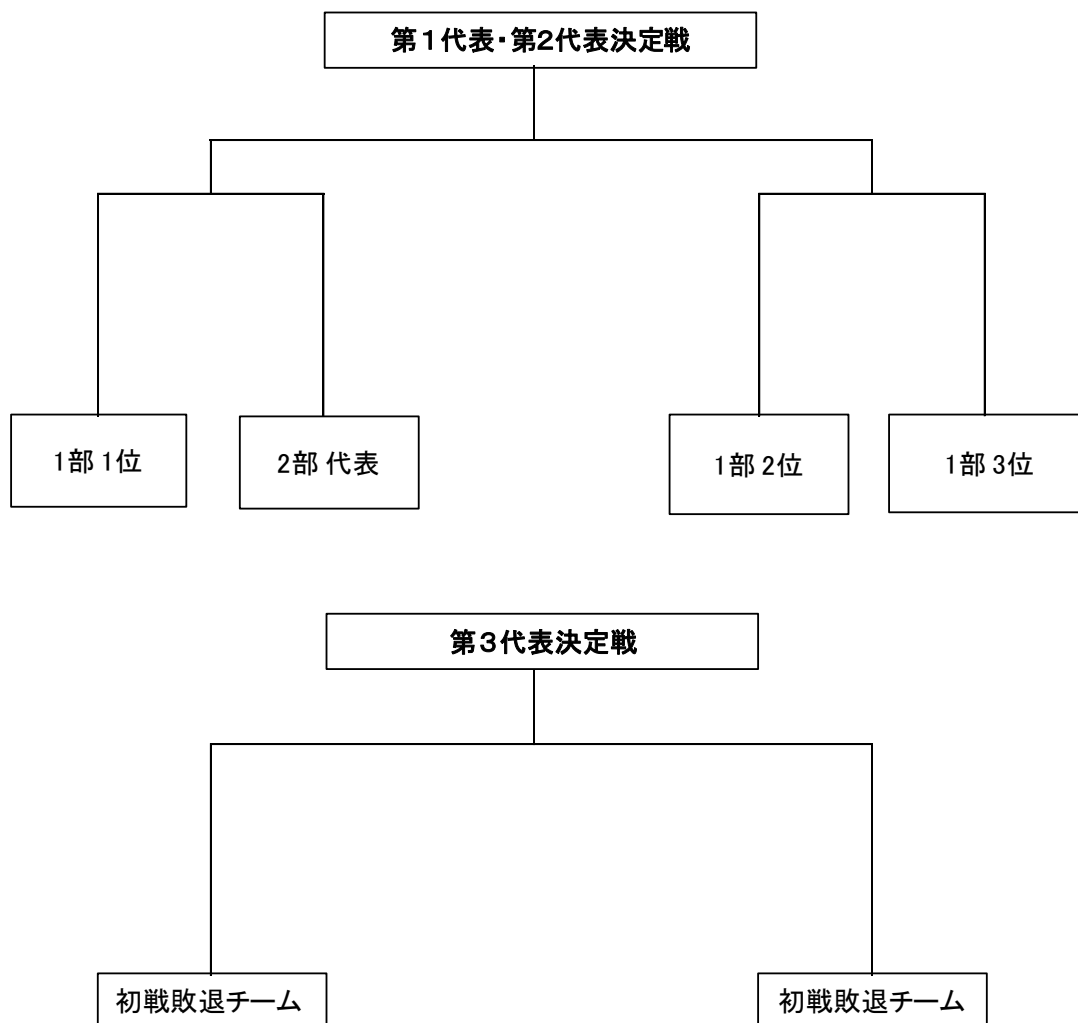 第１代表・第２代表決定戦
1部 1位
2部 代表
1部 2位
1部 3位
第３代表決定戦
初戦敗退チーム
初戦敗退チーム